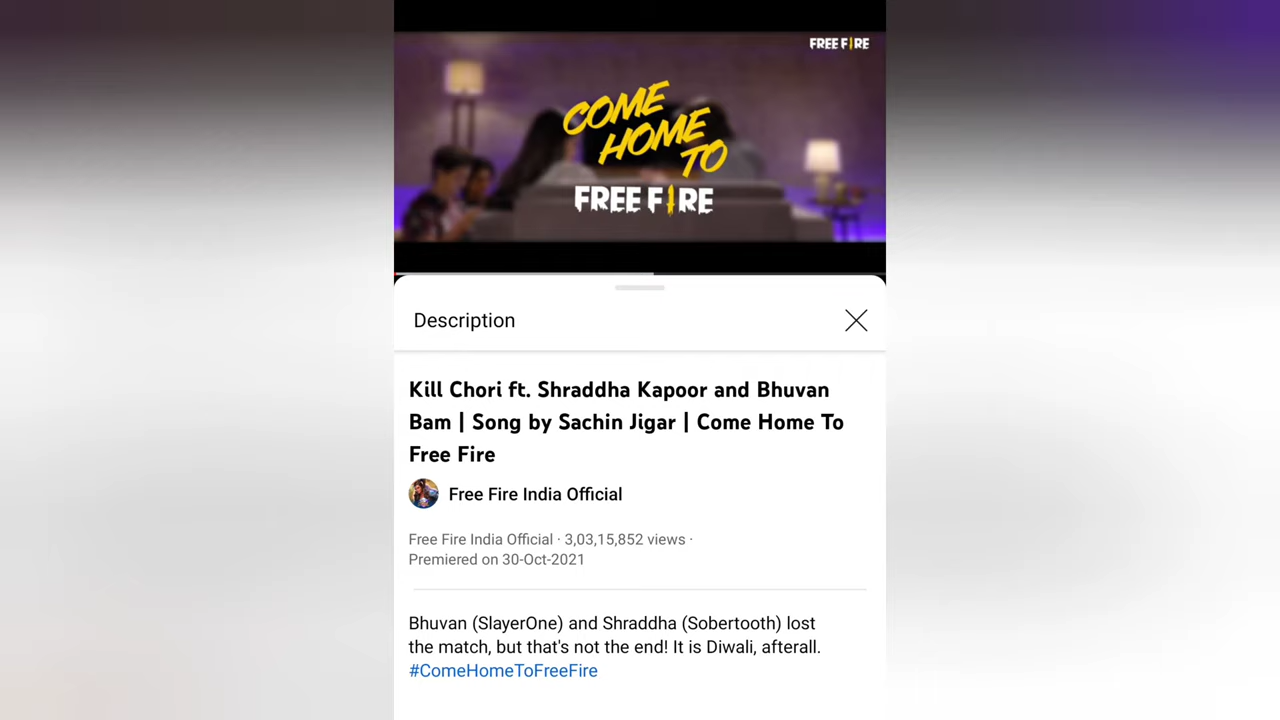 FREE FIRE
COME
HOME
TO
FREE FIRE
Description
Kill Chori ft. Shraddha Kapoor and Bhuvan
Bam | Song by Sachin Jigar | Come Home To
Free Fire
Free Fire India Official
Free Fire India Official · 3,03,15,852 views ·
Premiered on 30-Oct-2021
Bhuvan (SlayerOne) and Shraddha (Sobertooth) lost
the match, but that's not the end! It is Diwali, afterall.
#ComeHomeToFreeFire